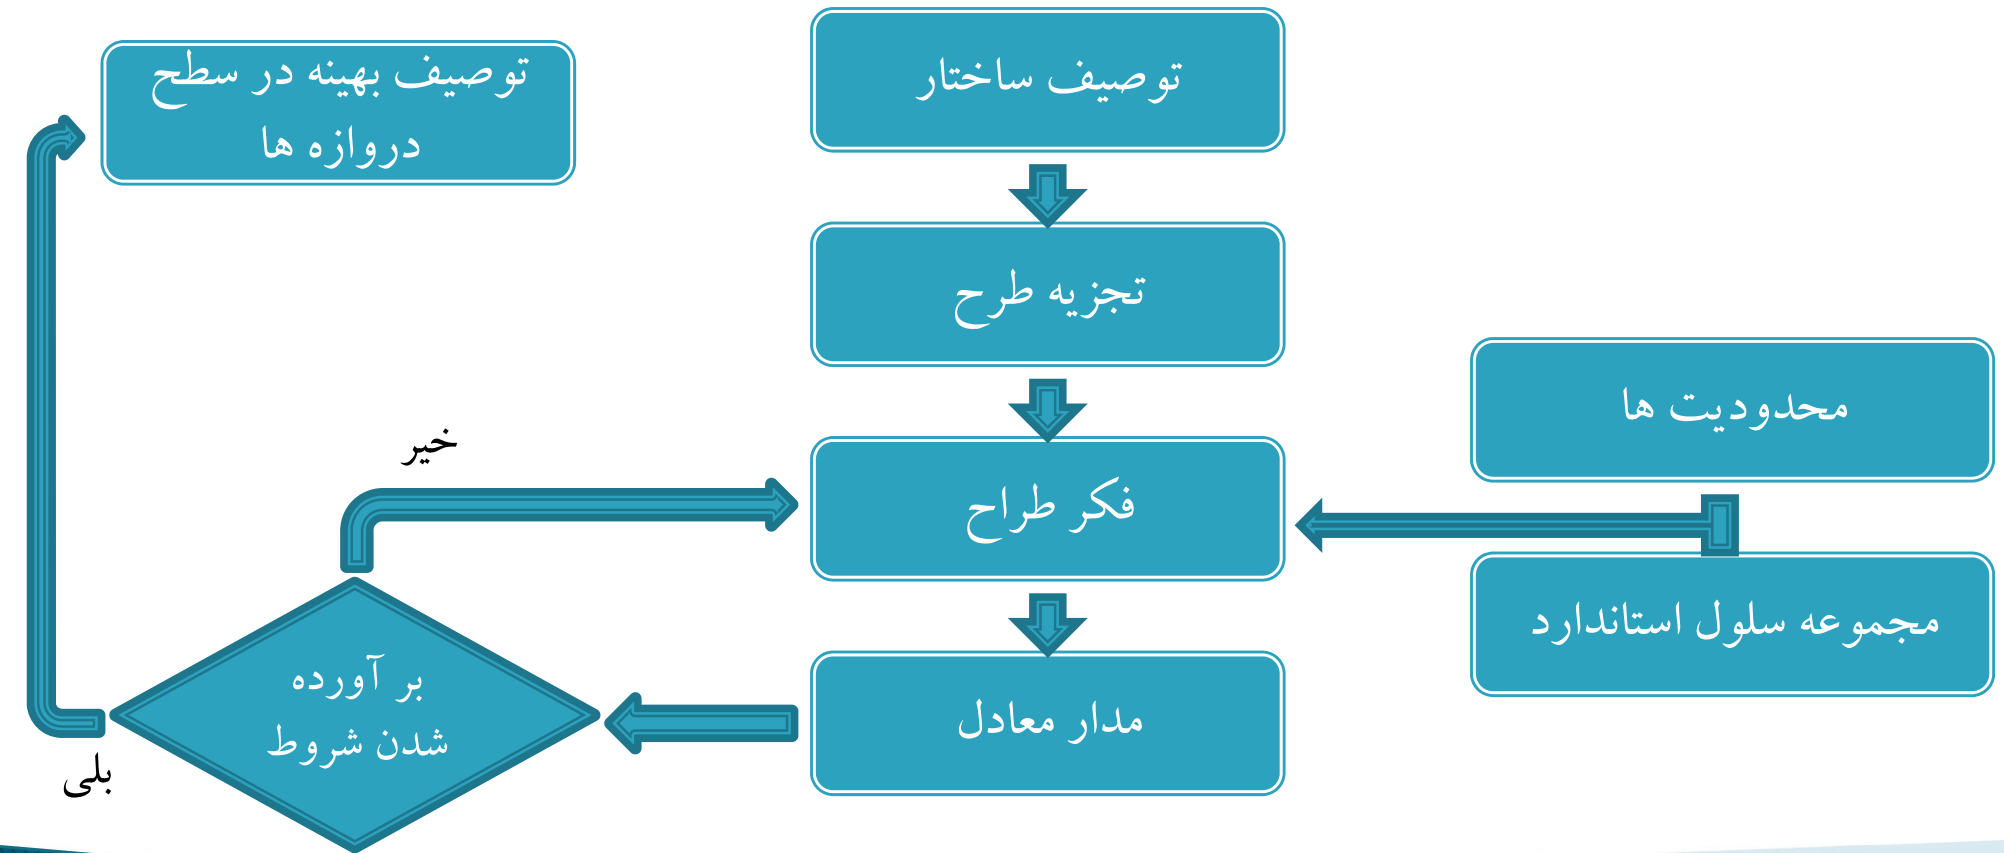 توصیف ساختار
تجزیه طرح
فکر طراح
مدار معادل
محدودیت ها
مجموعه سلول استاندارد
بر آورده
شدن شروط
خیر
بلی
توصیف بهینه در سطح
دروازه ها